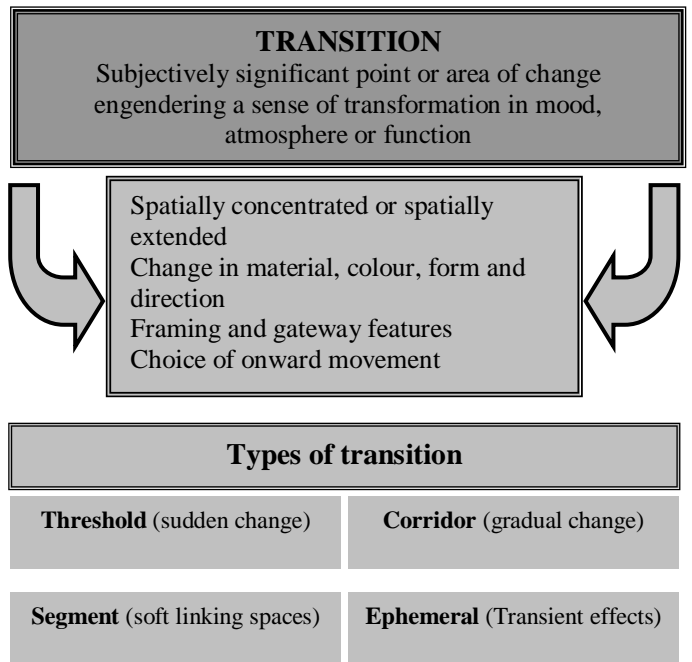 TRANSITION
Subjectively significant point or area of change
engendering a sense of transformation in mood,
atmosphere or function
Spatially concentrated or spatially
extended
Change in material, colour, form and
direction
Framing and gateway features
Choice of onward movement
Types of transition
Threshold (sudden change)
Corridor (gradual change)
Segment (soft linking spaces)
Ephemeral (Transient effects)